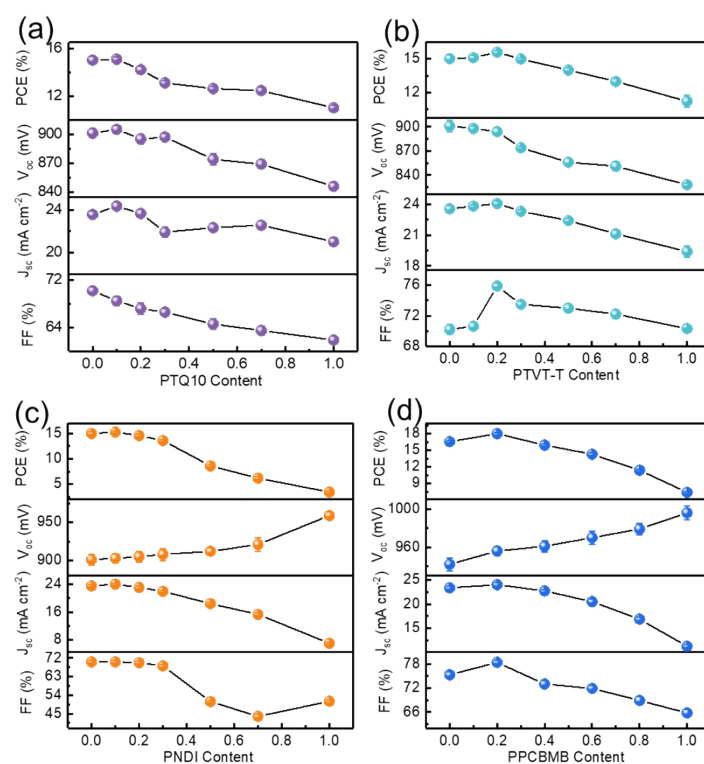 (a)
PCE (%)
16
12
Voc (mV)
900
870
840
Jsc (mA cm-2)
24
20
FF (%)
72
64
0.0 0.2 0.4 0.6 0.8 1.0
PTQ10 Content
(b)
PCE (%)
15
12
9
Voc (mV)
900
870
840
Jsc (mA cm-2)
24
21
18
FF (%)
76
72
68
0.0 0.2 0.4 0.6 0.8 1.0
PTVT-T Content
(c)
PCE (%)
15
10
5
Voc (mV)
950
900
Jsc (mA cm-2)
24
16
8
FF (%)
72
63
54
45
0.0 0.2 0.4 0.6 0.8 1.0
PNDI Content
(d)
PCE (%)
18
15
12
9
Voc (mV)
1000
960
Jsc (mA cm-2)
25
20
15
FF (%)
78
72
66
0.0 0.2 0.4 0.6 0.8 1.0
PPCBMB Content